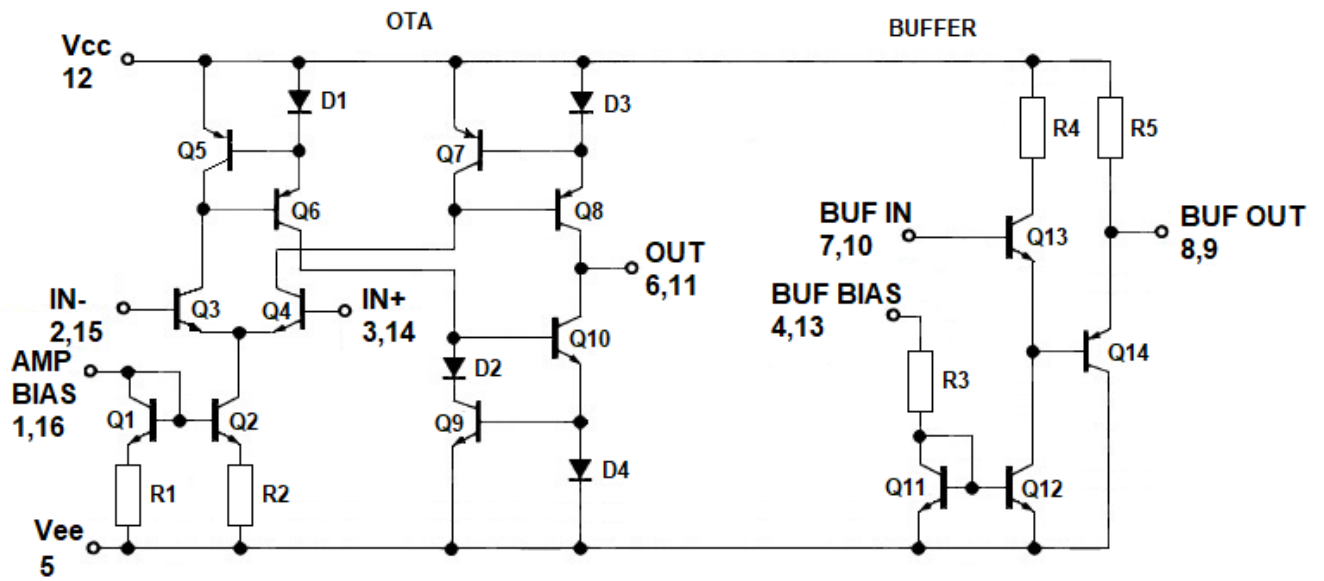 OTA
BUFFER
Vcc
12
D1
D3
R4
R5
Q5
Q7
Q6
Q8
BUF IN
7,10
Q13
BUF OUT
8,9
OUT
6,11
IN-
2,15
Q3
Q4
IN+
3,14
BUF BIAS
4,13
Q10
Q14
AMP
BIAS
1,16
D2
R3
Q1
Q2
Q9
D4
R1
R2
Q11
Q12
Vee
5